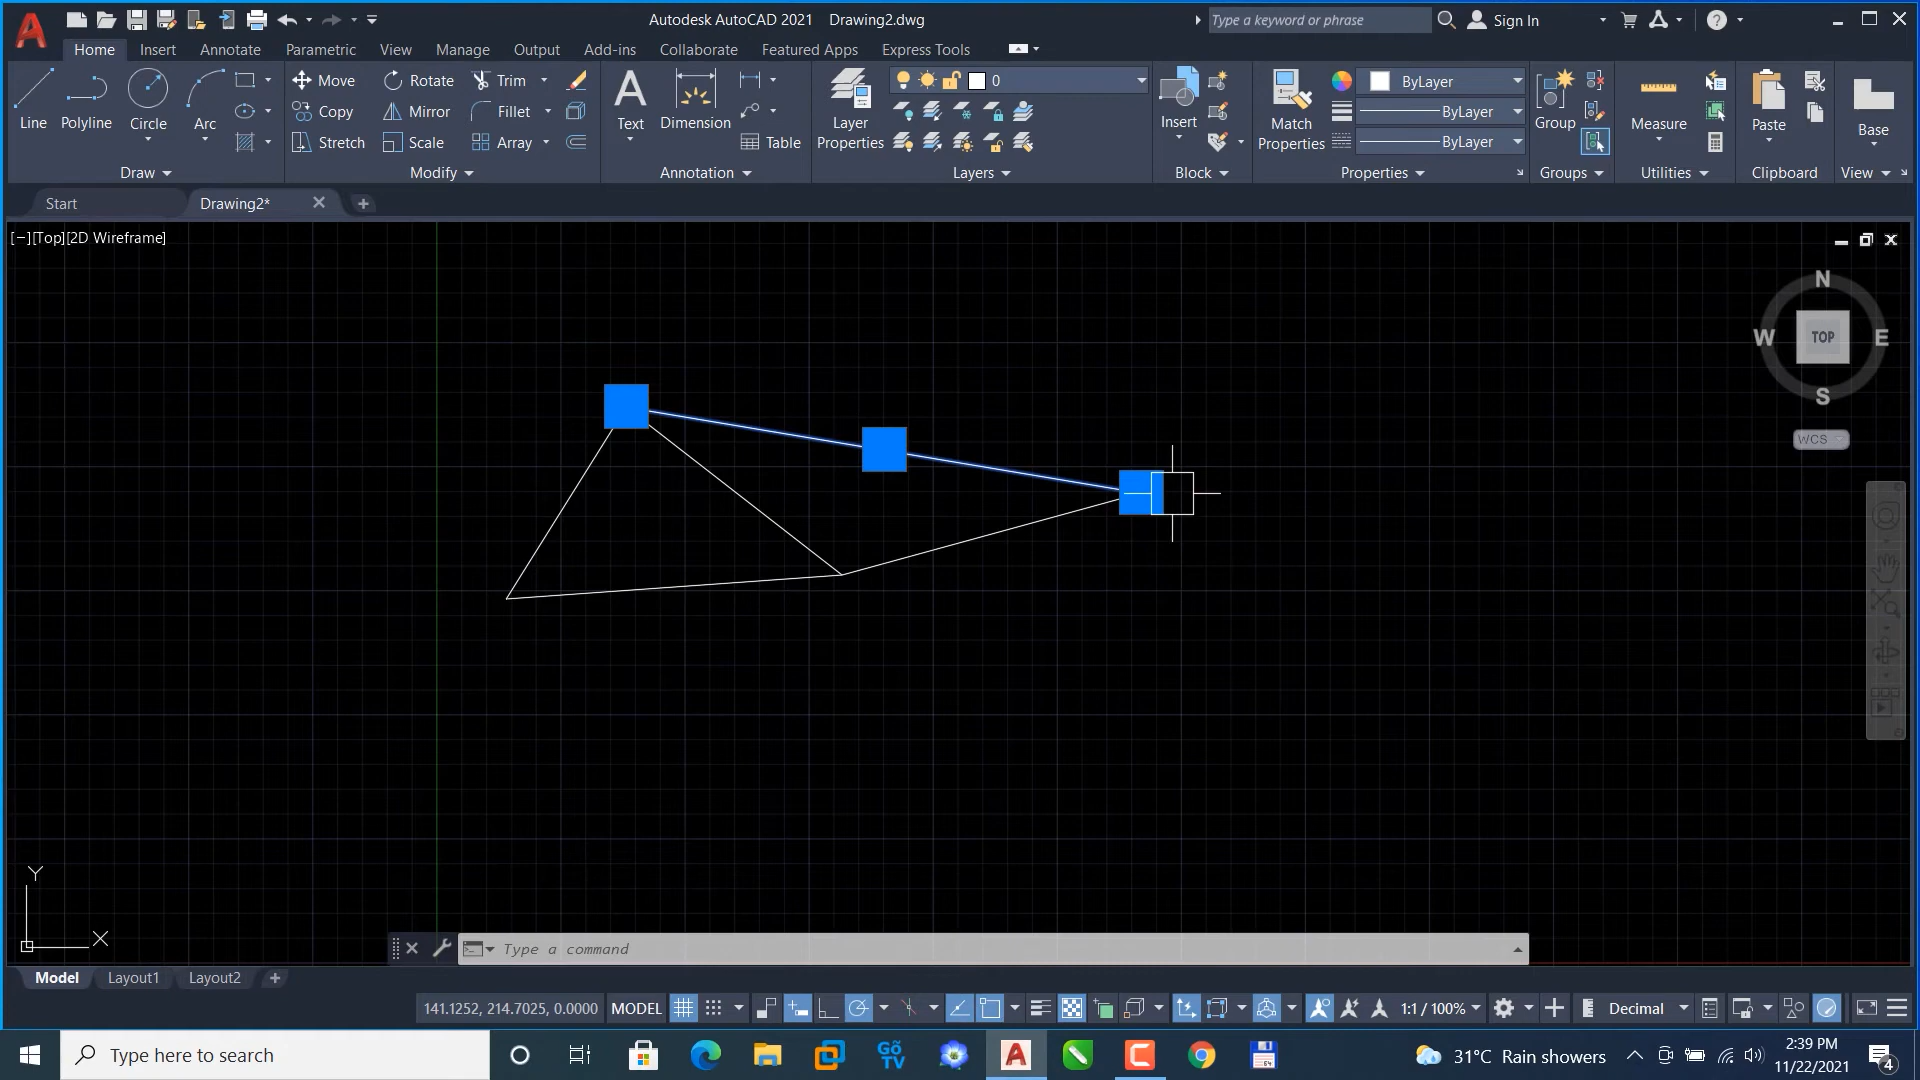 Autodesk AutoCAD 2021 Drawing2.dwg
Type a keyword or phrase
Sign In
Home Insert Annotate Parametric View Manage Output Add-ins Collaborate Featured Apps Express Tools
Line Polyline Circle Arc
Move Rotate Trim
Copy Mirror Fillet
Stretch Scale Array
Text Dimension Table
Layer Properties
0
Insert
Match Properties
ByLayer
ByLayer
ByLayer
Group
Measure
Paste
Base
Draw Modify Annotation Layers Block Properties Groups Utilities Clipboard View
Start Drawing2*
[−][Top][2D Wireframe]
N
W TOP E
S
WCS
Y
X
Type a command
Model Layout1 Layout2
141.1252, 214.7025, 0.0000 MODEL 1:1 / 100% Decimal
Type here to search
Gõ
TV
64
31°C Rain showers
2:39 PM
11/22/2021
4